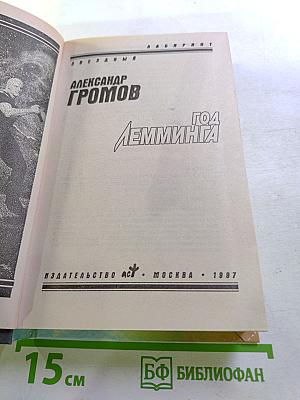 ЗВЕЗДНЫЙ ЛАБИРИНТ
АЛЕКСАНДР
ГРОМОВ
ГОД
ЛЕММИНГА
ИЗДАТЕЛЬСТВО АСТ • МОСКВА • 1997
15 см
БФ БИБЛИОФАН